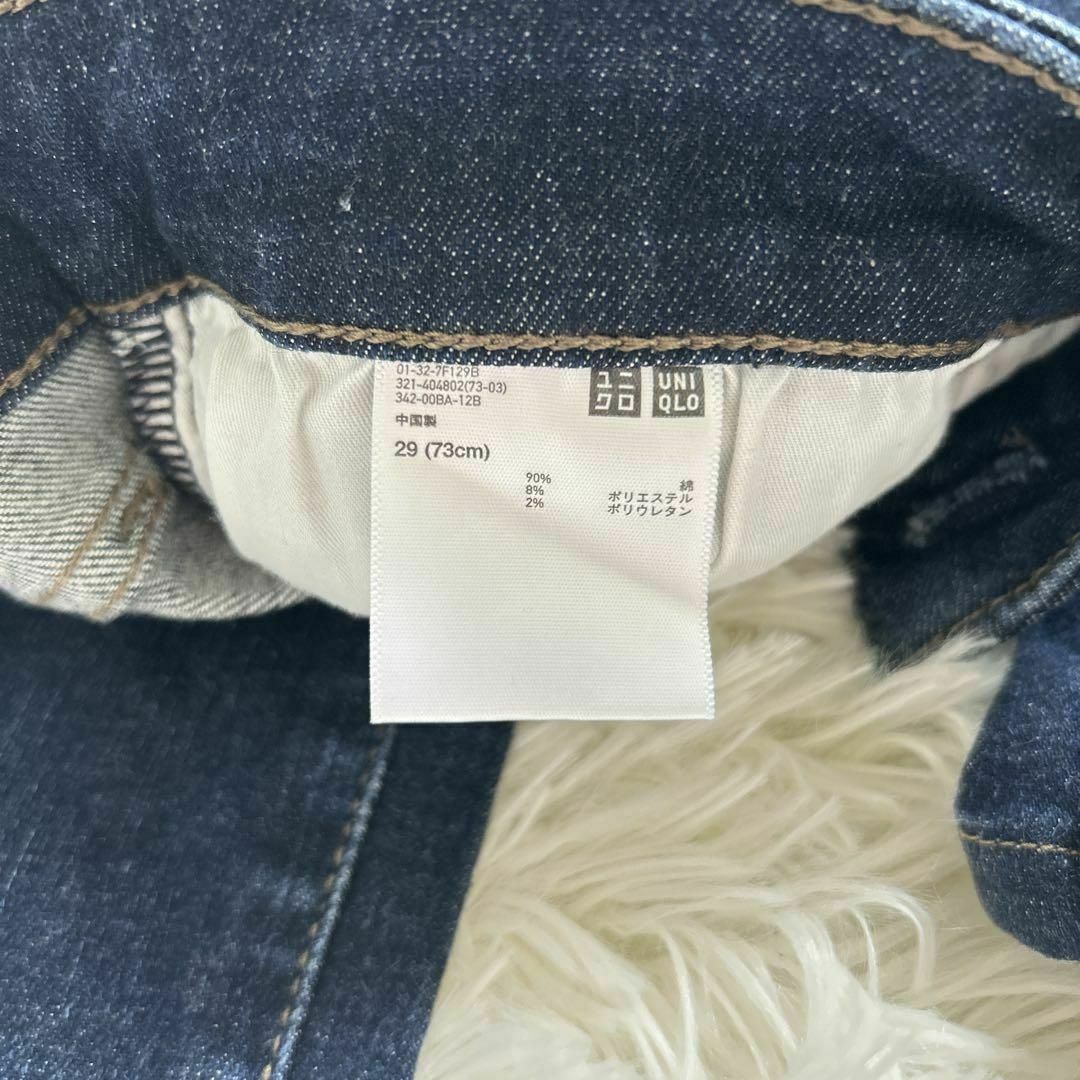 01-32-7F129B
321-404802(73-03)
342-00BA-12B
中国製
29 (73cm)
ユニ
クロ
UNI
QLO
90% 綿
8% ポリエステル
2% ポリウレタン